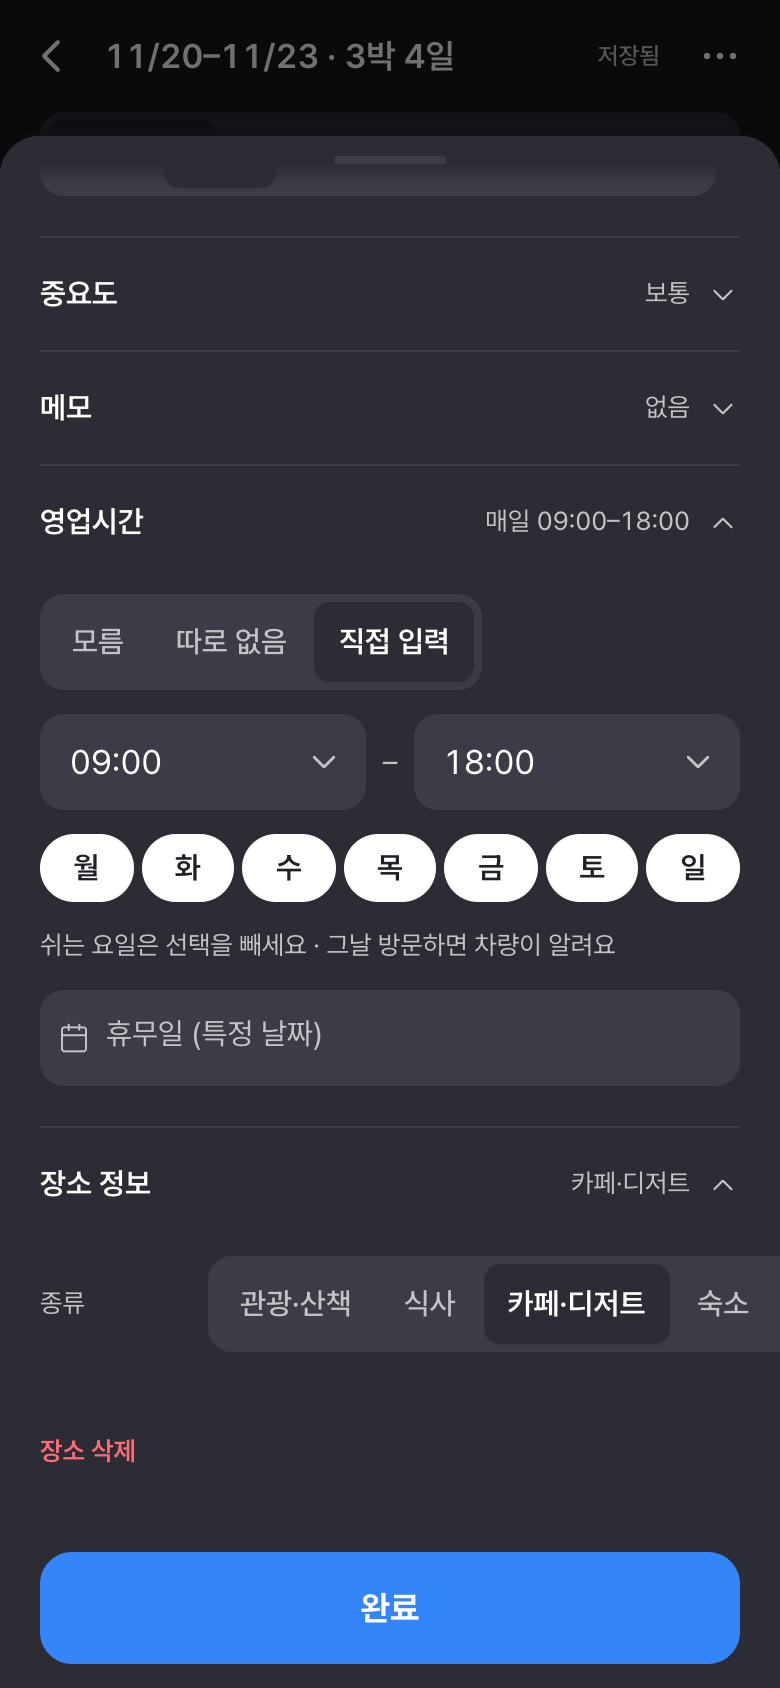 11/20–11/23 · 3박 4일
저장됨
중요도
보통
메모
없음
영업시간
매일 09:00–18:00
모름
따로 없음
직접 입력
09:00
–
18:00
월
화
수
목
금
토
일
쉬는 요일은 선택을 빼세요 · 그날 방문하면 차량이 알려요
휴무일 (특정 날짜)
장소 정보
카페·디저트
종류
관광·산책
식사
카페·디저트
숙소
장소 삭제
완료